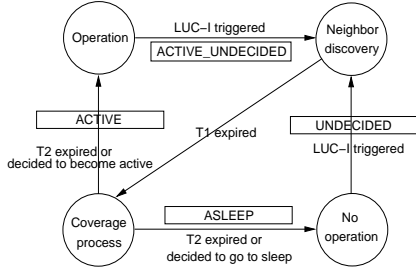 Operation
LUC−I triggered
ACTIVE_UNDECIDED
Neighbor
discovery
ACTIVE
T2 expired or
decided to become active
T1 expired
UNDECIDED
LUC−I triggered
Coverage
process
ASLEEP
T2 expired or
decided to go to sleep
No
operation